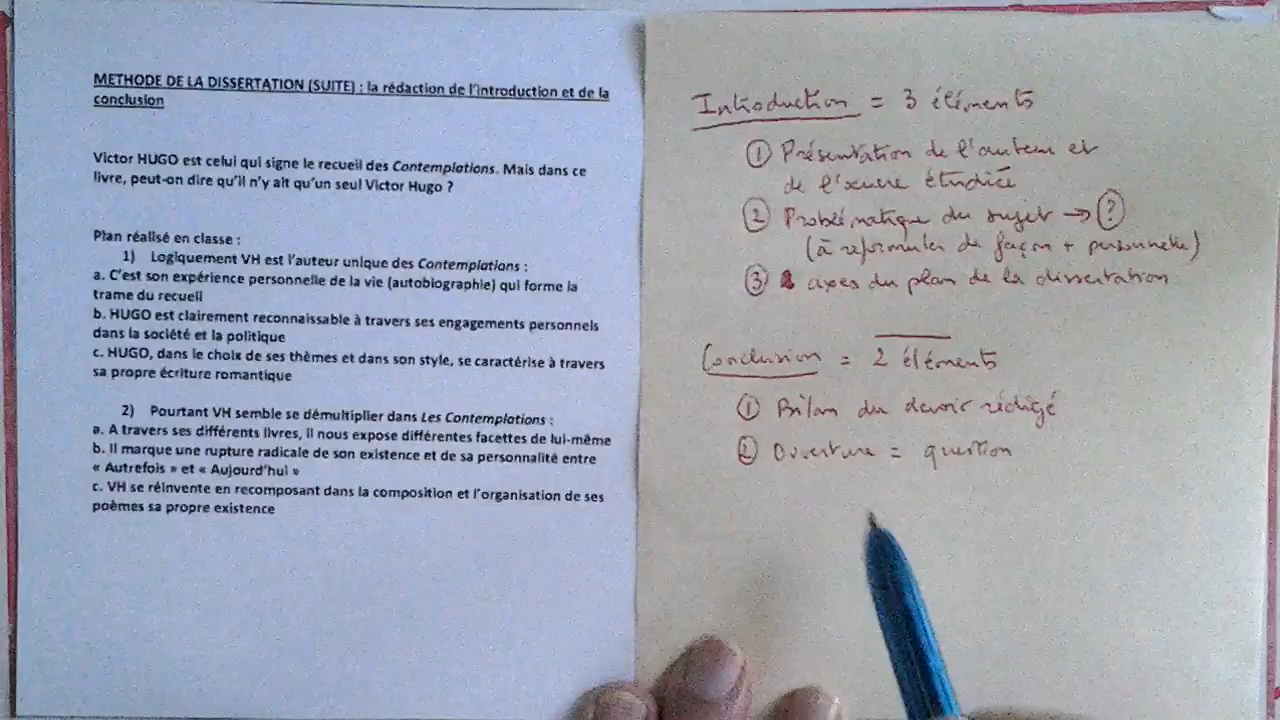 METHODE DE LA DISSERTATION (SUITE) : la rédaction de l'introduction et de la
conclusion
Victor HUGO est celui qui signe le recueil des Contemplations. Mais dans ce
livre, peut-on dire qu'il n'y ait qu'un seul Victor Hugo ?
Plan réalisé en classe :
1) Logiquement VH est l'auteur unique des Contemplations :
a. C'est son expérience personnelle de la vie (autobiographie) qui forme la
trame du recueil
b. HUGO est clairement reconnaissable à travers ses engagements personnels
dans la société et la politique
c. HUGO, dans le choix de ses thèmes et dans son style, se caractérise à travers
sa propre écriture romantique
2) Pourtant VH semble se démultiplier dans Les Contemplations :
a. A travers ses différents livres, il nous expose différentes facettes de lui-même
b. Il marque une rupture radicale de son existence et de sa personnalité entre
« Autrefois » et « Aujourd'hui »
c. VH se réinvente en recomposant dans la composition et l'organisation de ses
poèmes sa propre existence
Introduction = 3 éléments
① Présentation de l'auteur et
de l'œuvre étudiée
② Problématique du sujet → ?
(à reformuler de façon + personnelle)
③ axes du plan de la dissertation
Conclusion = 2 éléments
① Bilan du devoir rédigé
② Ouverture = question